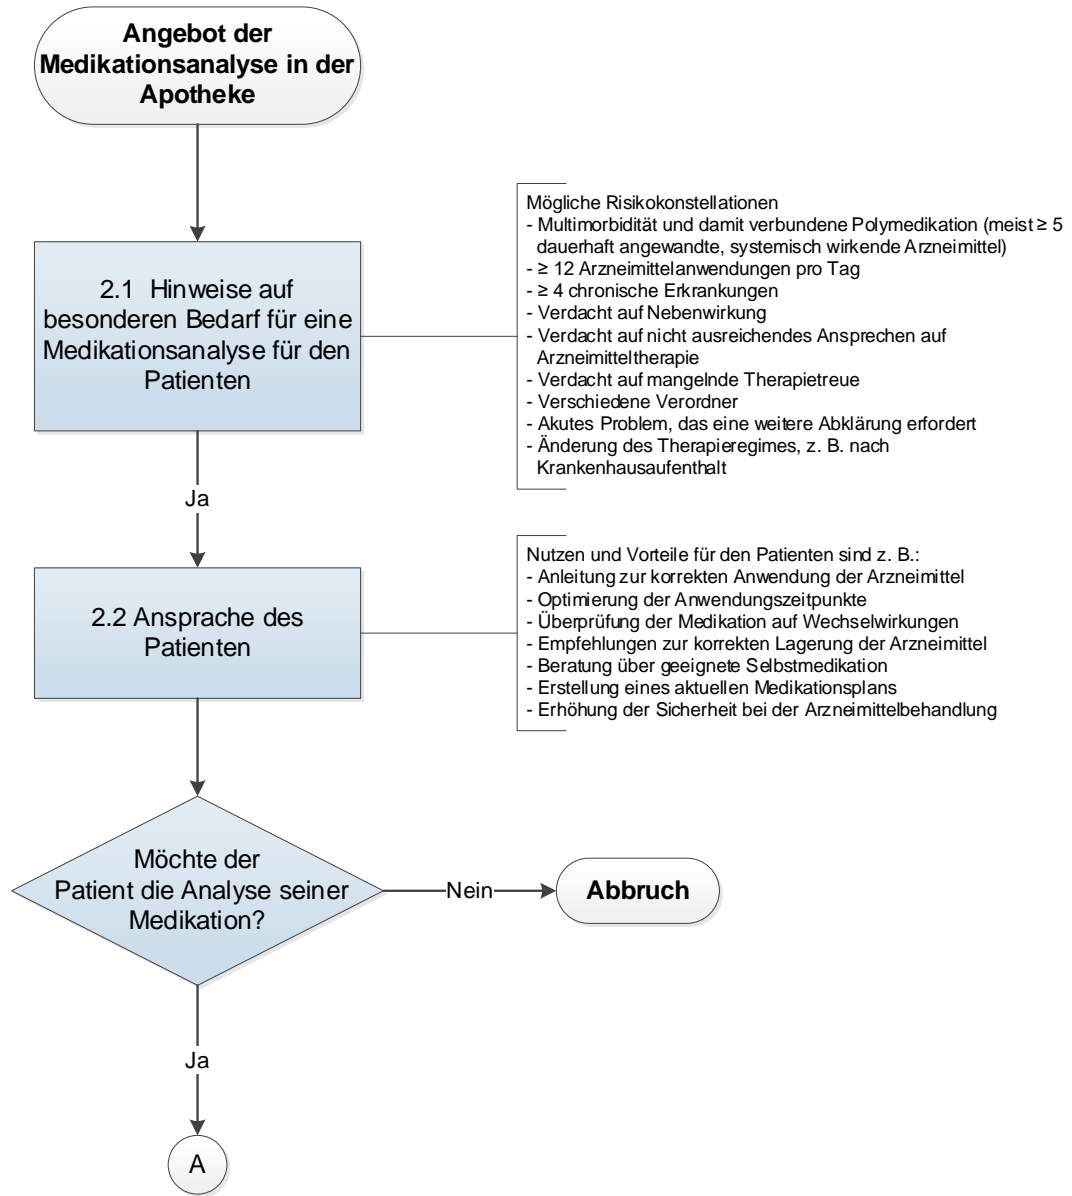 Angebot der
Medikationsanalyse in der
Apotheke
2.1 Hinweise auf
besonderen Bedarf für eine
Medikationsanalyse für den
Patienten
Mögliche Risikokonstellationen
- Multimorbidität und damit verbundene Polymedikation (meist ≥ 5
dauerhaft angewandte, systemisch wirkende Arzneimittel)
- ≥ 12 Arzneimittelanwendungen pro Tag
- ≥ 4 chronische Erkrankungen
- Verdacht auf Nebenwirkung
- Verdacht auf nicht ausreichendes Ansprechen auf
Arzneimitteltherapie
- Verdacht auf mangelnde Therapietreue
- Verschiedene Verordner
- Akutes Problem, das eine weitere Abklärung erfordert
- Änderung des Therapieregimes, z. B. nach
Krankenhausaufenthalt
Ja
2.2 Ansprache des
Patienten
Nutzen und Vorteile für den Patienten sind z. B.:
- Anleitung zur korrekten Anwendung der Arzneimittel
- Optimierung der Anwendungszeitpunkte
- Überprüfung der Medikation auf Wechselwirkungen
- Empfehlungen zur korrekten Lagerung der Arzneimittel
- Beratung über geeignete Selbstmedikation
- Erstellung eines aktuellen Medikationsplans
- Erhöhung der Sicherheit bei der Arzneimittelbehandlung
Möchte der
Patient die Analyse seiner
Medikation?
Nein
Abbruch
Ja
A